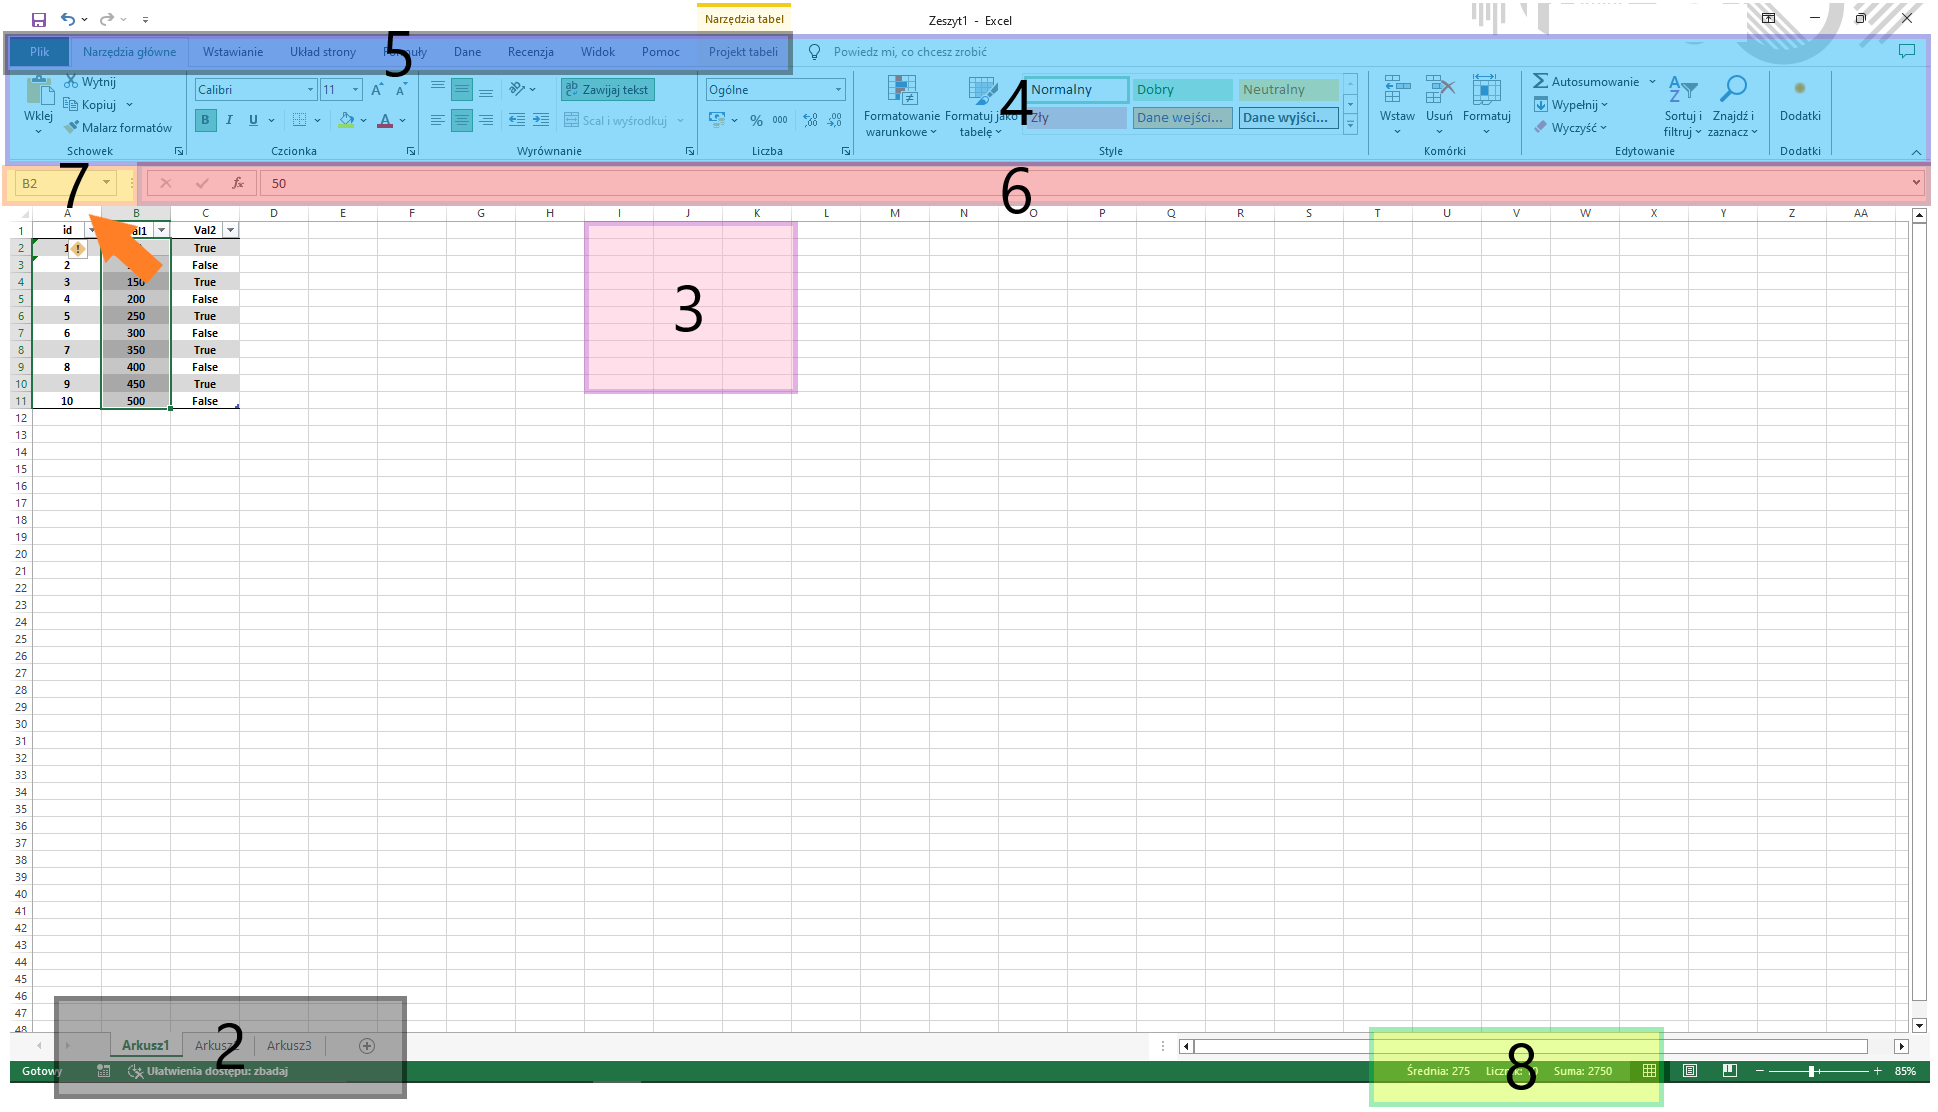 Narzędzia tabel
Zeszyt1 - Excel
Plik Narzędzia główne Wstawianie Układ strony 5 Dane Recenzja Widok Pomoc Projekt tabeli Powiedz mi, co chcesz zrobić
Wklej
Wytnij
Kopiuj
Malarz formatów
Schowek
Calibri 11
B I U A
Czcionka
Zawijaj tekst
Scal i wyśrodkuj
Wyrównanie
Ogólne
% 000
Liczba
Formatowanie warunkowe
Formatuj jako tabelę
4
Normalny Dobry Neutralny
Zły Dane wejści... Dane wyjści...
Style
Wstaw Usuń Formatuj
Komórki
Autosumowanie
Wypełnij
Wyczyść
Sortuj i filtruj
Znajdź i zaznacz
Edytowanie
Dodatki
Dodatki
B2 7 fx 50 6
A B C D E F G H I J K L M N O P Q R S T U V W X Y Z AA
1 id Val2
2 1 True
3 2 False
4 3 150 True
5 4 200 False
6 5 250 True
7 6 300 False
8 7 350 True
9 8 400 False
10 9 450 True
11 10 500 False
3
12
13
14
15
16
17
18
19
20
21
22
23
24
25
26
27
28
29
30
31
32
33
34
35
36
37
38
39
40
41
42
43
44
45
46
47
48
Arkusz1 2 Arkusz3
Gotowy Ułatwienia dostępu: zbadaj Średnia: 275 8 Suma: 2750 85%